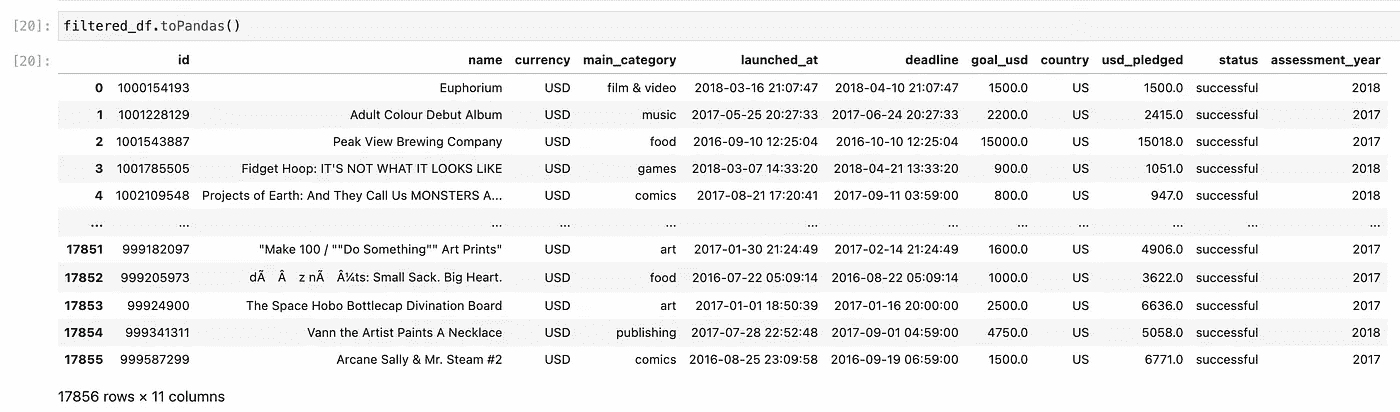 [20]: filtered_df.toPandas()
[20]: id name currency main_category launched_at deadline goal_usd country usd_pledged status assessment_year
0 1000154193 Euphorium USD film & video 2018-03-16 21:07:47 2018-04-10 21:07:47 1500.0 US 1500.0 successful 2018
1 1001228129 Adult Colour Debut Album USD music 2017-05-25 20:27:33 2017-06-24 20:27:33 2200.0 US 2415.0 successful 2017
2 1001543887 Peak View Brewing Company USD food 2016-09-10 12:25:04 2016-10-10 12:25:04 15000.0 US 15018.0 successful 2017
3 1001785505 Fidget Hoop: IT'S NOT WHAT IT LOOKS LIKE USD games 2018-03-07 14:33:20 2018-04-21 13:33:20 900.0 US 1051.0 successful 2018
4 1002109548 Projects of Earth: And They Call Us MONSTERS A... USD comics 2017-08-21 17:20:41 2017-09-11 03:59:00 800.0 US 947.0 successful 2018
... ... ... ... ... ... ... ... ... ... ... ...
17851 999182097 "Make 100 / ""Do Something"" Art Prints" USD art 2017-01-30 21:24:49 2017-02-14 21:24:49 1600.0 US 4906.0 successful 2017
17852 999205973 dÃ Â z nÃ Â¼ts: Small Sack. Big Heart. USD food 2016-07-22 05:09:14 2016-08-22 05:09:14 1000.0 US 3622.0 successful 2017
17853 99924900 The Space Hobo Bottlecap Divination Board USD art 2017-01-01 18:50:39 2017-01-16 20:00:00 2500.0 US 6636.0 successful 2017
17854 999341311 Vann the Artist Paints A Necklace USD publishing 2017-07-28 22:52:48 2017-09-01 04:59:00 4750.0 US 5058.0 successful 2018
17855 999587299 Arcane Sally & Mr. Steam #2 USD comics 2016-08-25 23:09:58 2016-09-19 06:59:00 1500.0 US 6771.0 successful 2017
17856 rows × 11 columns